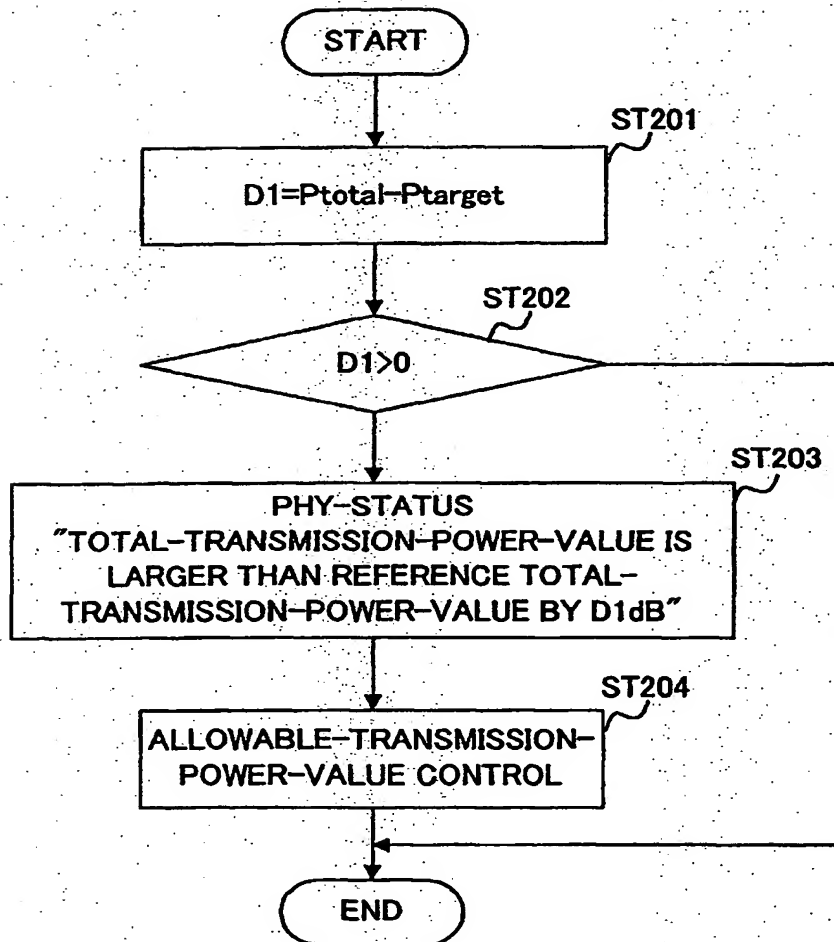 START
ST201
D1=Ptotal-Ptarget
ST202
D1>0
ST203
PHY-STATUS
"TOTAL-TRANSMISSION-POWER-VALUE IS
LARGER THAN REFERENCE TOTAL-
TRANSMISSION-POWER-VALUE BY D1dB"
ST204
ALLOWABLE-TRANSMISSION-
POWER-VALUE CONTROL
END